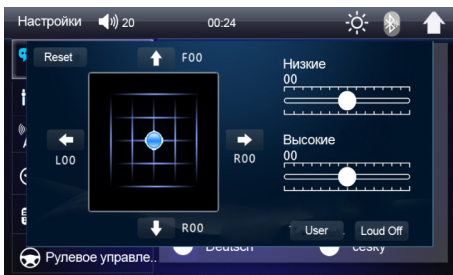 Настройки 20 00:24
Reset F00
Низкие
00
L00 R00
Высокие
00
R00 User Loud Off
Рулевое управле..
Deutsch česky